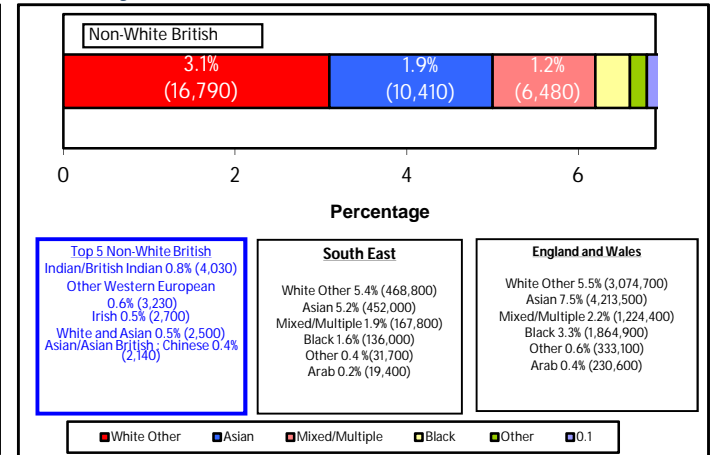 Non-White British
3.1%
(16,790)
1.9%
(10,410)
1.2%
(6,480)
0 2 4 6
Percentage
Top 5 Non-White British
Indian/British Indian 0.8% (4,030)
Other Western European
0.6% (3,230)
Irish 0.5% (2,700)
White and Asian 0.5% (2,500)
Asian/Asian British : Chinese 0.4%
(2,140)
South East
White Other 5.4% (468,800)
Asian 5.2% (452,000)
Mixed/Multiple 1.9% (167,800)
Black 1.6% (136,000)
Other 0.4 %(31,700)
Arab 0.2% (19,400)
England and Wales
White Other 5.5% (3,074,700)
Asian 7.5% (4,213,500)
Mixed/Multiple 2.2% (1,224,400)
Black 3.3% (1,864,900)
Other 0.6% (333,100)
Arab 0.4% (230,600)
White Other Asian Mixed/Multiple Black Other 0.1